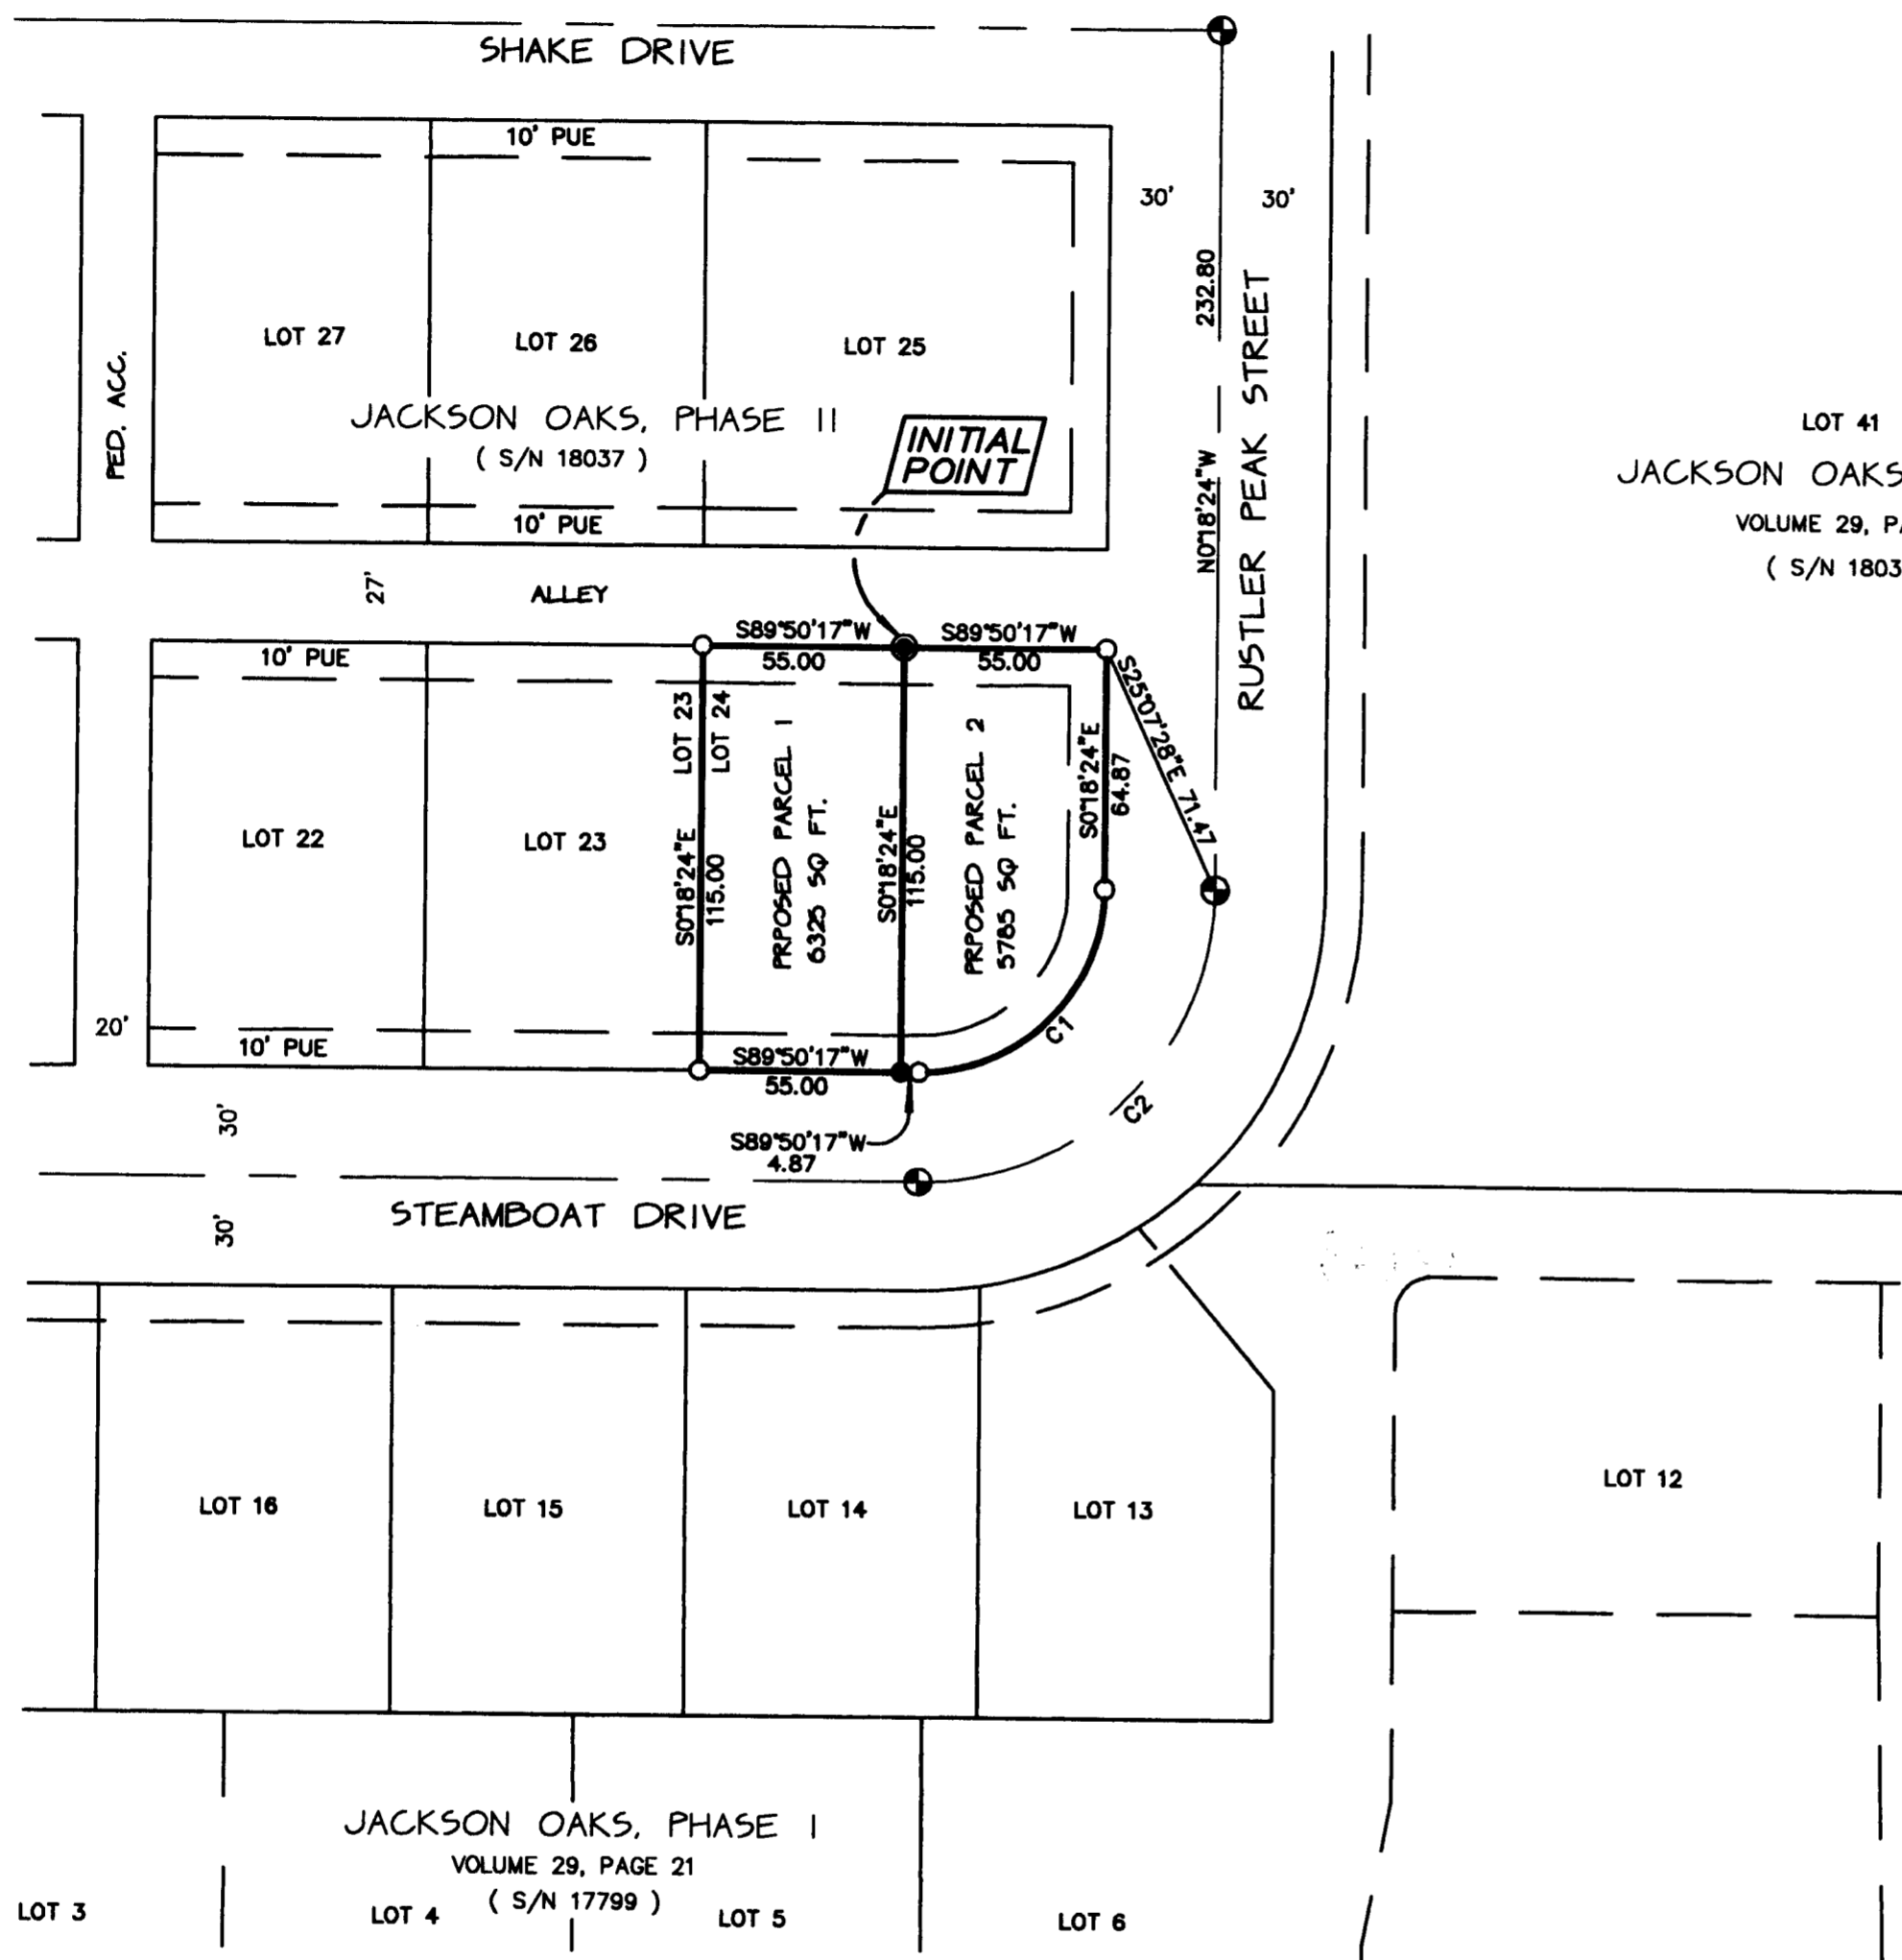 SHAKE DRIVE
10' PUE
30'
30'
232.80
LOT 27
LOT 26
LOT 25
PED. ACC.
JACKSON OAKS, PHASE II
( S/N 18037 )
INITIAL
POINT
N0°18'24"W
RUSTLER PEAK STREET
LOT 41
JACKSON OAKS
VOLUME 29,
( S/N 1803
10' PUE
27'
ALLEY
S89°50'17"W
55.00
S89°50'17"W
55.00
10' PUE
LOT 23
LOT 24
S25°07'28"E 71.47
S0°18'24"E
64.87
LOT 22
LOT 23
S0°18'24"E
115.00
PRPOSED PARCEL 1
6325 SQ FT.
S0°18'24"E
115.00
PRPOSED PARCEL 2
5785 SQ FT.
20'
10' PUE
C1
S89°50'17"W
55.00
C2
30'
S89°50'17"W
4.87
STEAMBOAT DRIVE
30'
LOT 16
LOT 15
LOT 14
LOT 13
LOT 12
JACKSON OAKS, PHASE I
VOLUME 29, PAGE 21
( S/N 17799 )
LOT 3
LOT 4
LOT 5
LOT 6